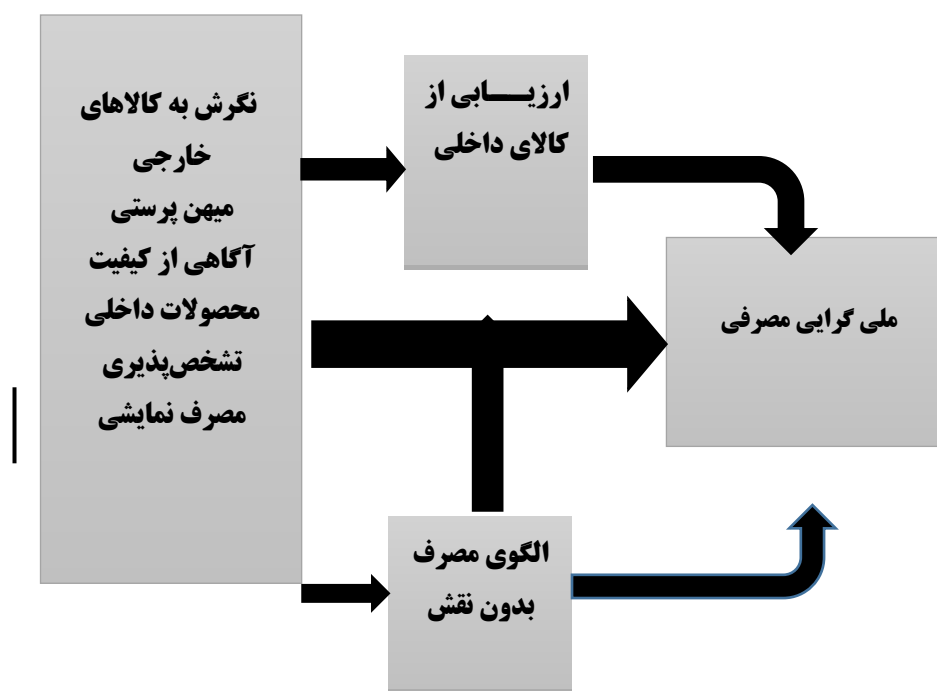 نگرش به کالاهای
خارجی
میهن پرستی
آگاهی از کیفیت
محصولات داخلی
تشخص‌پذیری
مصرف نمایشی
ارزیـــابی از
کالای داخلی
ملی گرایی مصرفی
الگوی مصرف
بدون نقش